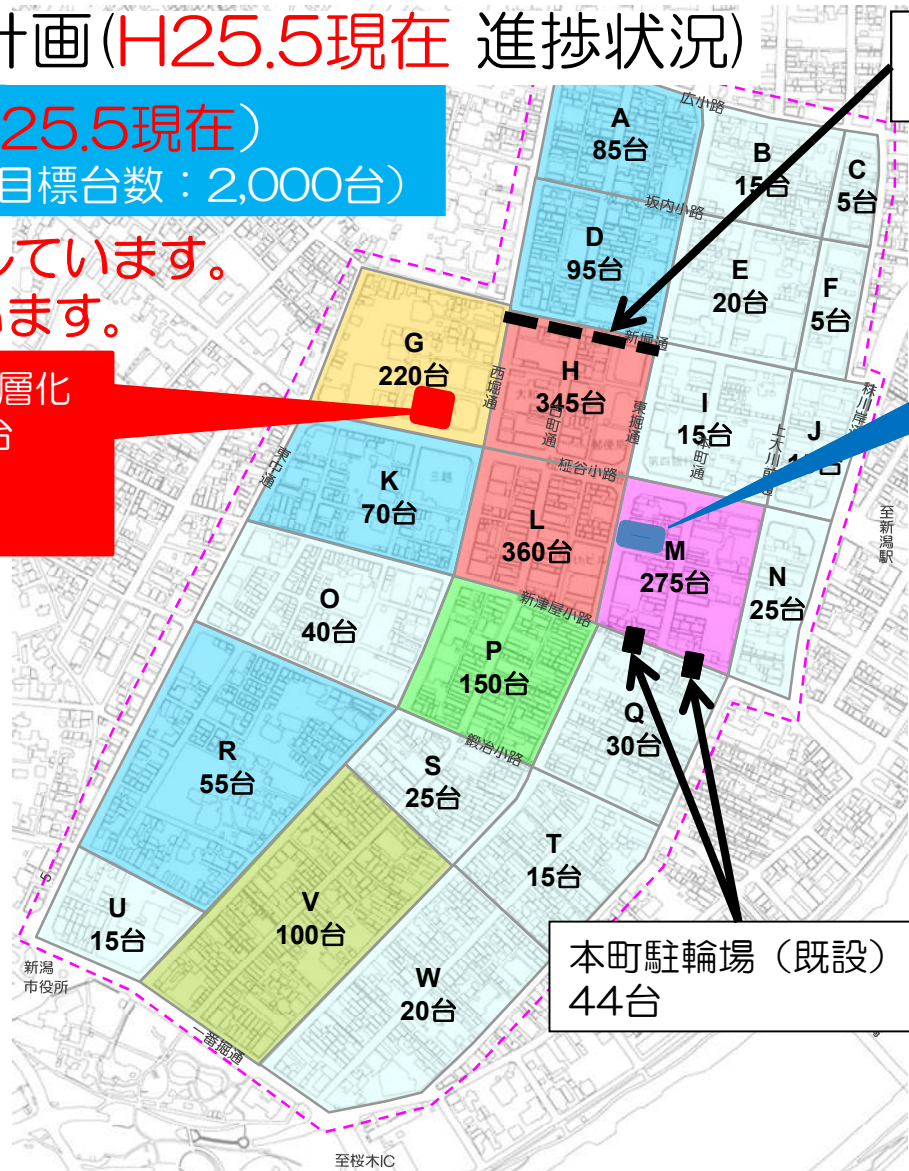 計画(H25.5現在 進捗状況)
25.5現在）
目標台数：2,000台）
しています。
います。
層化
台
広小路
A
85台
B
15台
C
5台
坂内小路
D
95台
E
20台
F
5台
新堀通
G
220台
西堀通
H
345台
古町通
東堀通
I
15台
本町通
上大川前通
J
東中通
K
70台
柾谷小路
L
360台
M
275台
N
25台
至新潟駅
O
40台
新津屋小路
P
150台
Q
30台
鍛冶小路
R
55台
S
25台
T
15台
U
15台
V
100台
W
20台
本町駐輪場（既設）
44台
新潟
市役所
一番堀通
至桜木IC